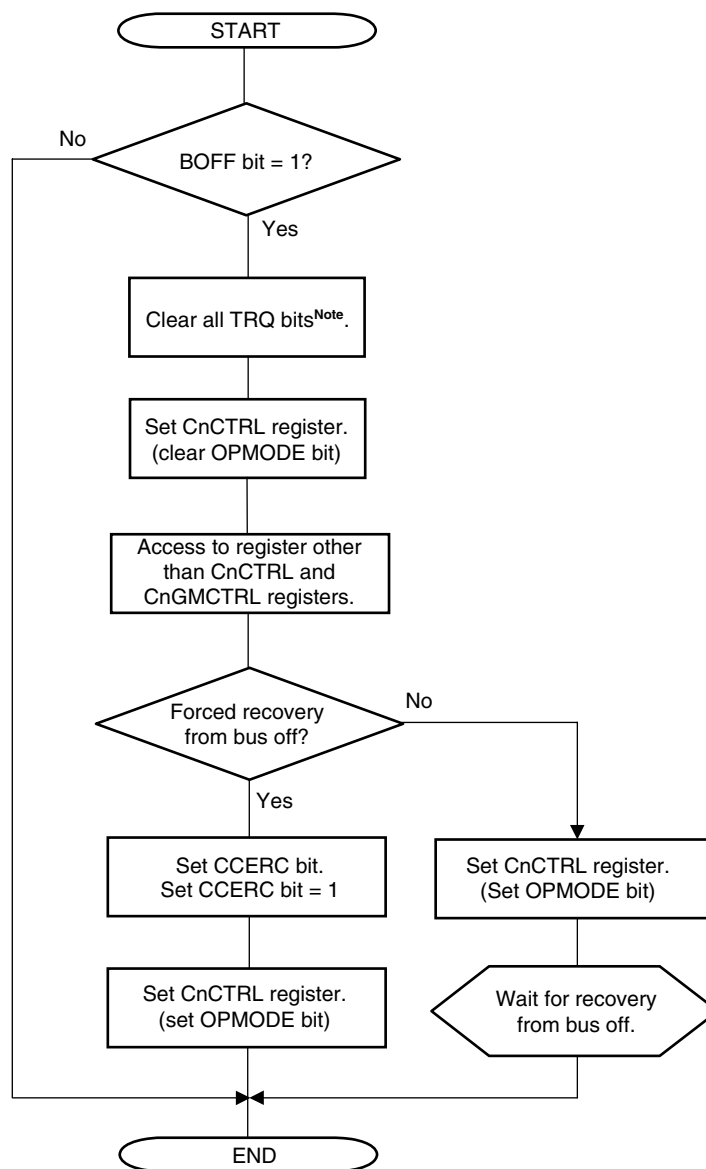 START
No
BOFF bit = 1?
Yes
Clear all TRQ bitsNote.
Set CnCTRL register.
(clear OPMODE bit)
Access to register other
than CnCTRL and
CnGMCTRL registers.
Forced recovery
from bus off?
No
Yes
Set CCERC bit.
Set CCERC bit = 1
Set CnCTRL register.
(Set OPMODE bit)
Set CnCTRL register.
(set OPMODE bit)
Wait for recovery
from bus off.
END